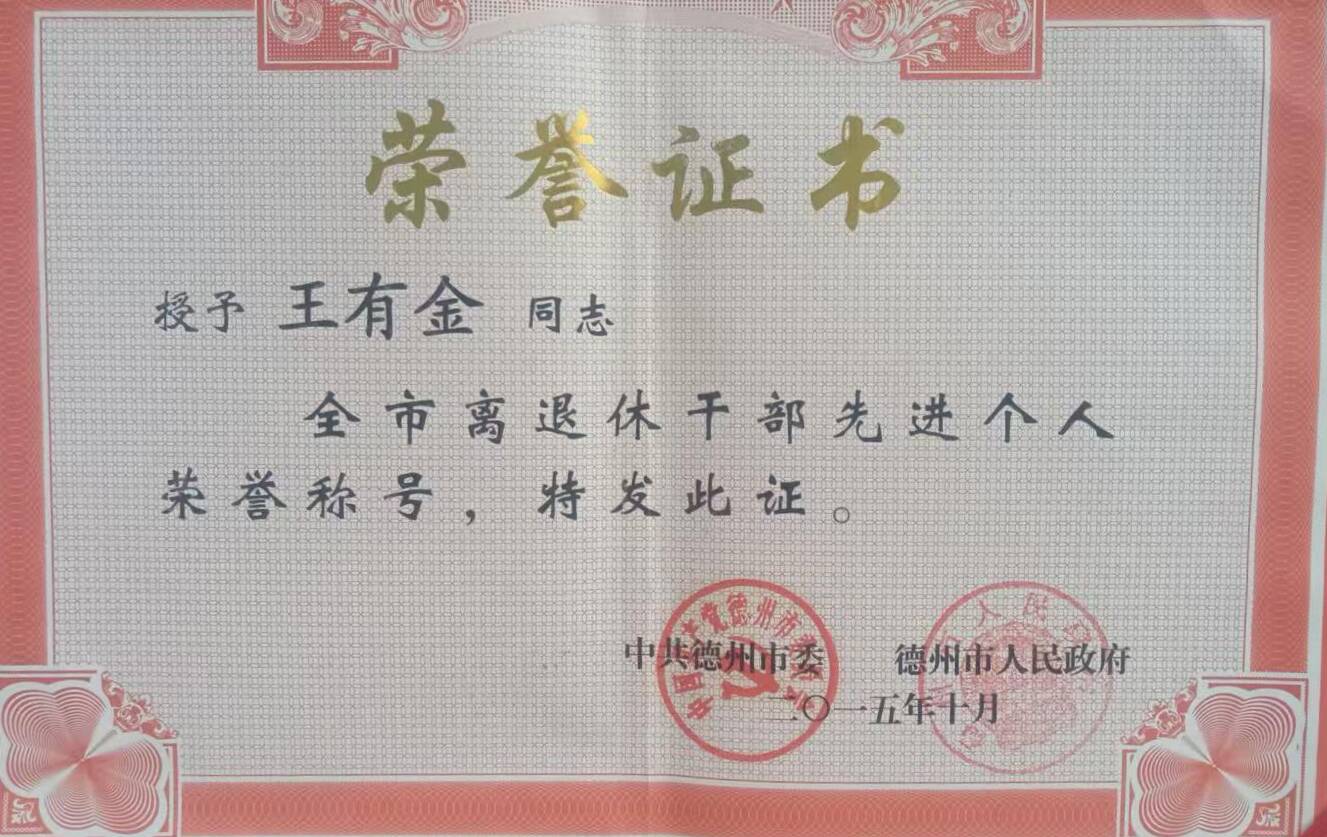 荣誉证书
授予 王有金 同志
全市离退休干部先进个人
荣誉称号，特发此证。
中共德州市委 德州市人民政府
二〇一五年十月